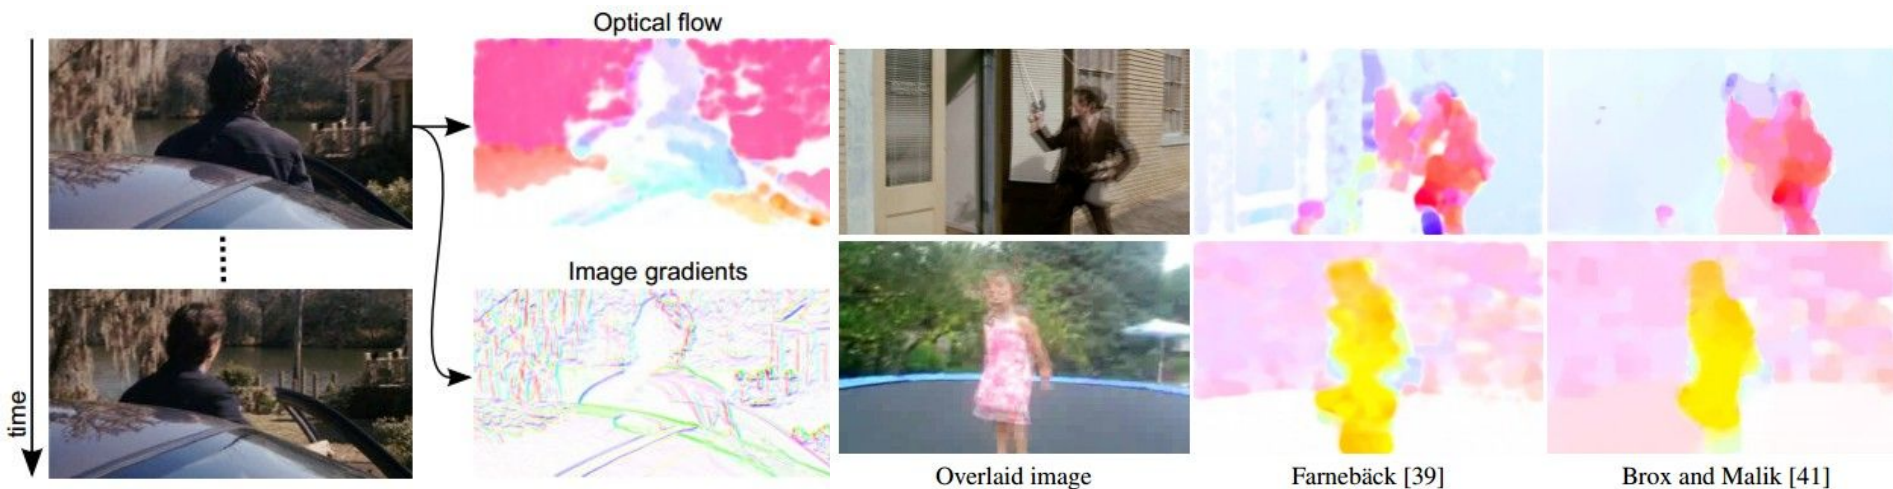 Optical flow
Image gradients
time
Overlaid image
Farnebäck [39]
Brox and Malik [41]